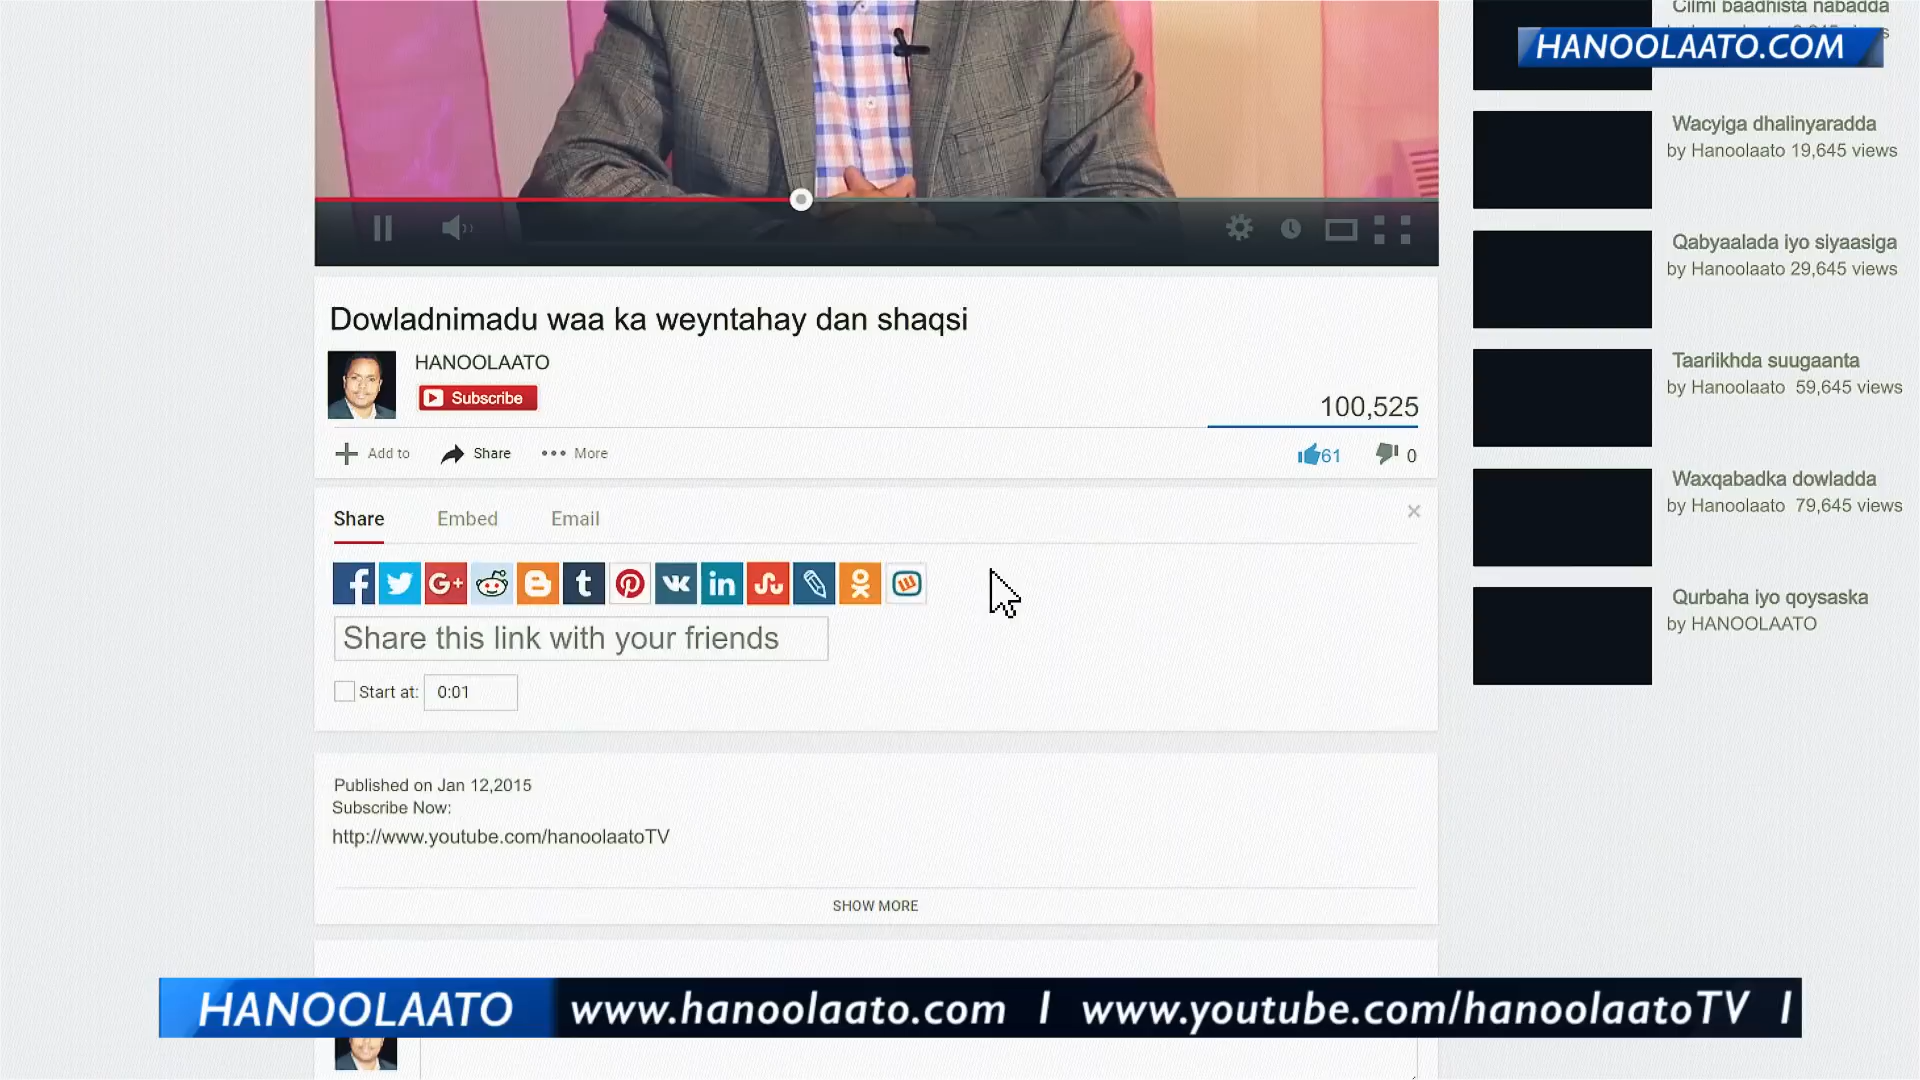 Cilmi baadhista nabadda
HANOOLAATO.COM
Wacyiga dhalinyaradda
by Hanoolaato 19,645 views
Qabyaalada iyo siyaasiga
by Hanoolaato 29,645 views
Taariikhda suugaanta
by Hanoolaato 59,645 views
Waxqabadka dowladda
by Hanoolaato 79,645 views
Qurbaha iyo qoysaska
by HANOOLAATO
Dowladnimadu waa ka weyntahay dan shaqsi
HANOOLAATO
Subscribe
100,525
Add to Share More
61 0
Share Embed Email
Share this link with your friends
Start at: 0:01
Published on Jan 12,2015
Subscribe Now:
http://www.youtube.com/hanoolaatoTV
SHOW MORE
HANOOLAATO www.hanoolaato.com I www.youtube.com/hanoolaatoTV I